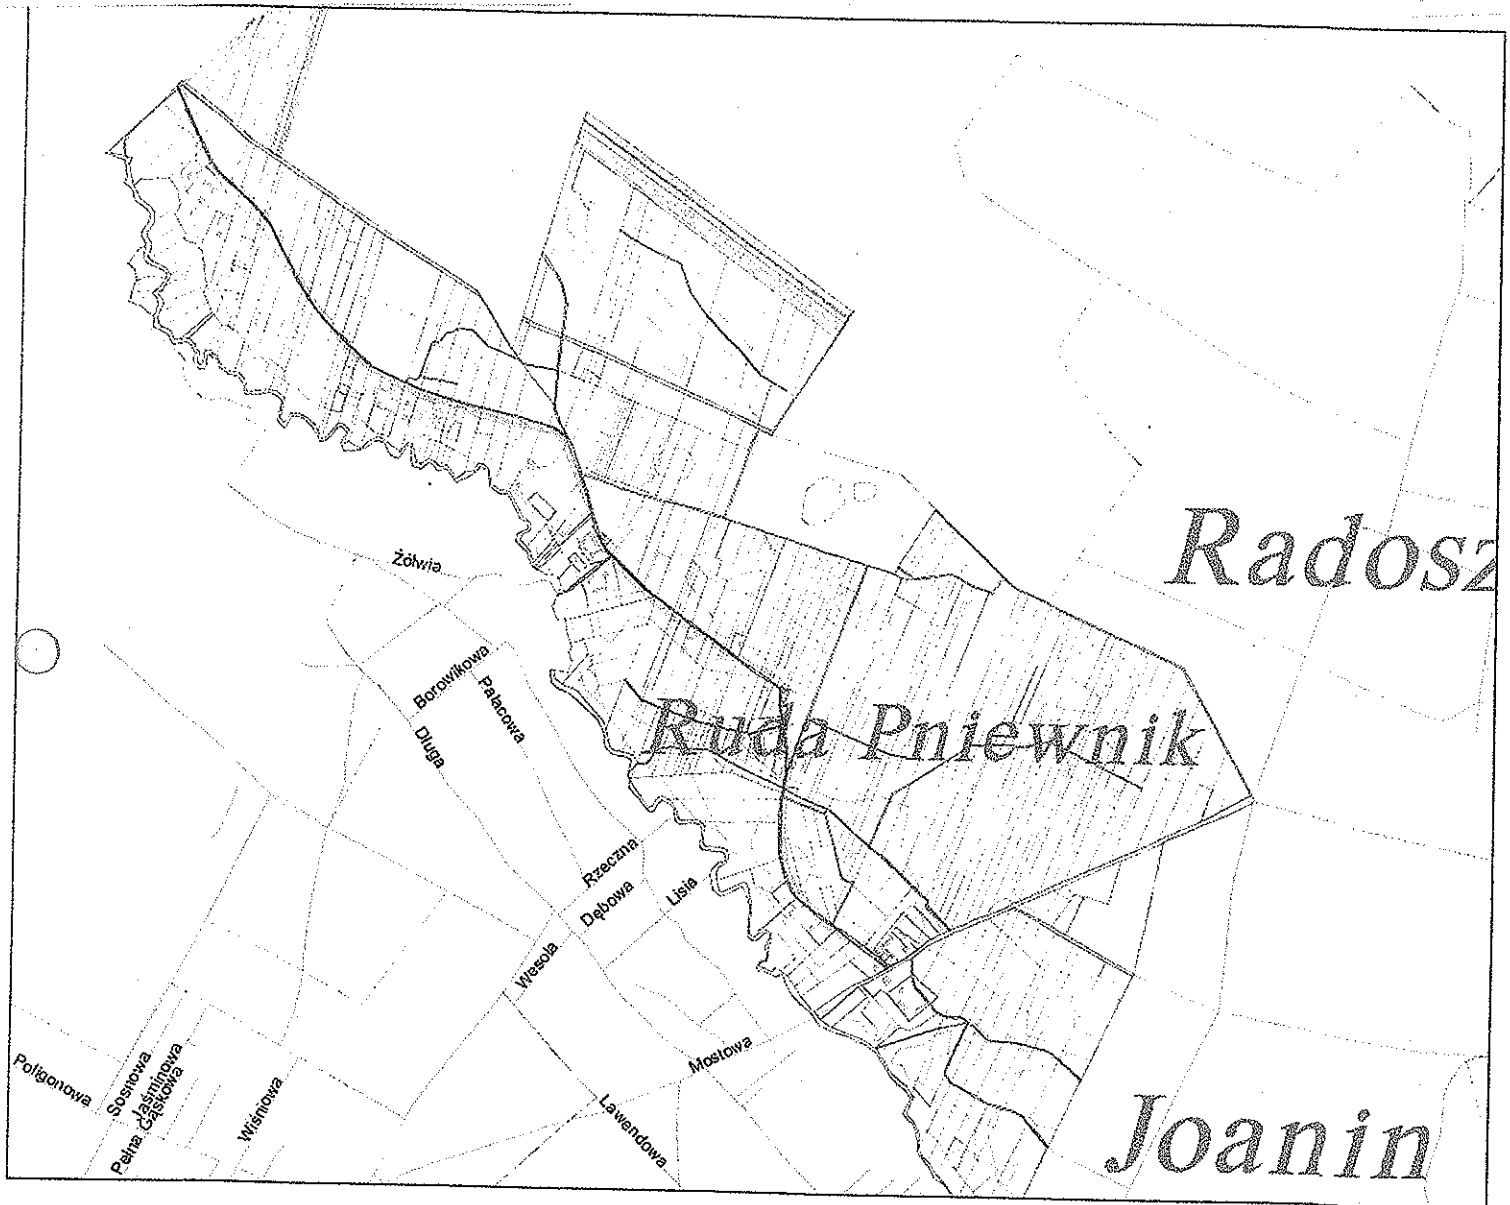 Radosz
Żółwia
Borowikowa
Pałacowa
Długa
Ruda Pniewnik
Rzeczna
Dębowa
Lisia
Wesoła
Mostowa
Poligonowa
Sosnowa
Jaśminowa
Gąskowa
Pełna
Wiśniowa
Lawendowa
Joanin